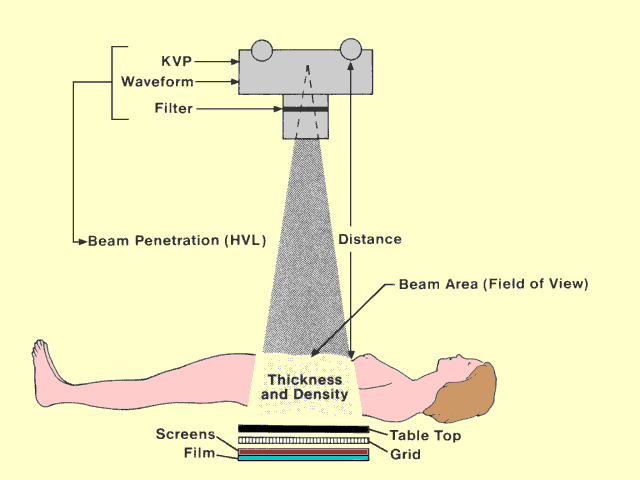 KVP
Waveform
Filter
Beam Penetration (HVL)
Distance
Beam Area (Field of View)
Thickness
and Density
Screens
Table Top
Film
Grid